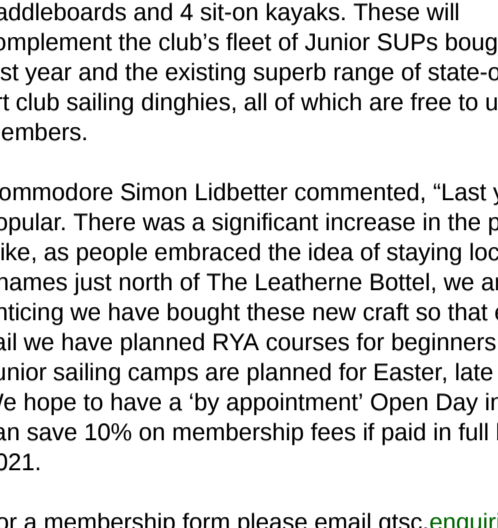 addleboards and 4 sit-on kayaks. These will
omplement the club’s fleet of Junior SUPs boug
st year and the existing superb range of state-o
rt club sailing dinghies, all of which are free to u
embers.
ommodore Simon Lidbetter commented, “Last y
opular. There was a significant increase in the p
like, as people embraced the idea of staying loc
hames just north of The Leatherne Bottel, we ar
nticing we have bought these new craft so that e
ail we have planned RYA courses for beginners
unior sailing camps are planned for Easter, late
We hope to have a ‘by appointment’ Open Day in
an save 10% on membership fees if paid in full
021.
or a membership form please email gtsc.enquiri